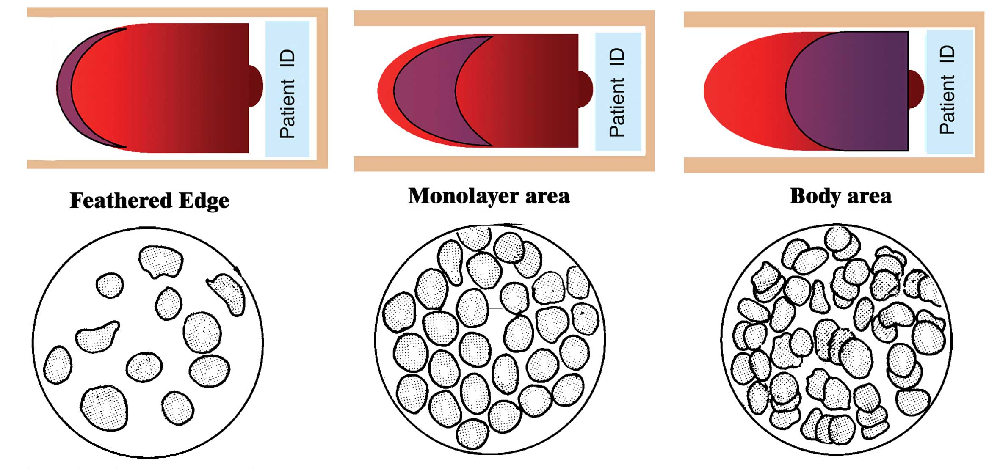 Patient ID
Patient ID
Patient ID
Feathered Edge
Monolayer area
Body area